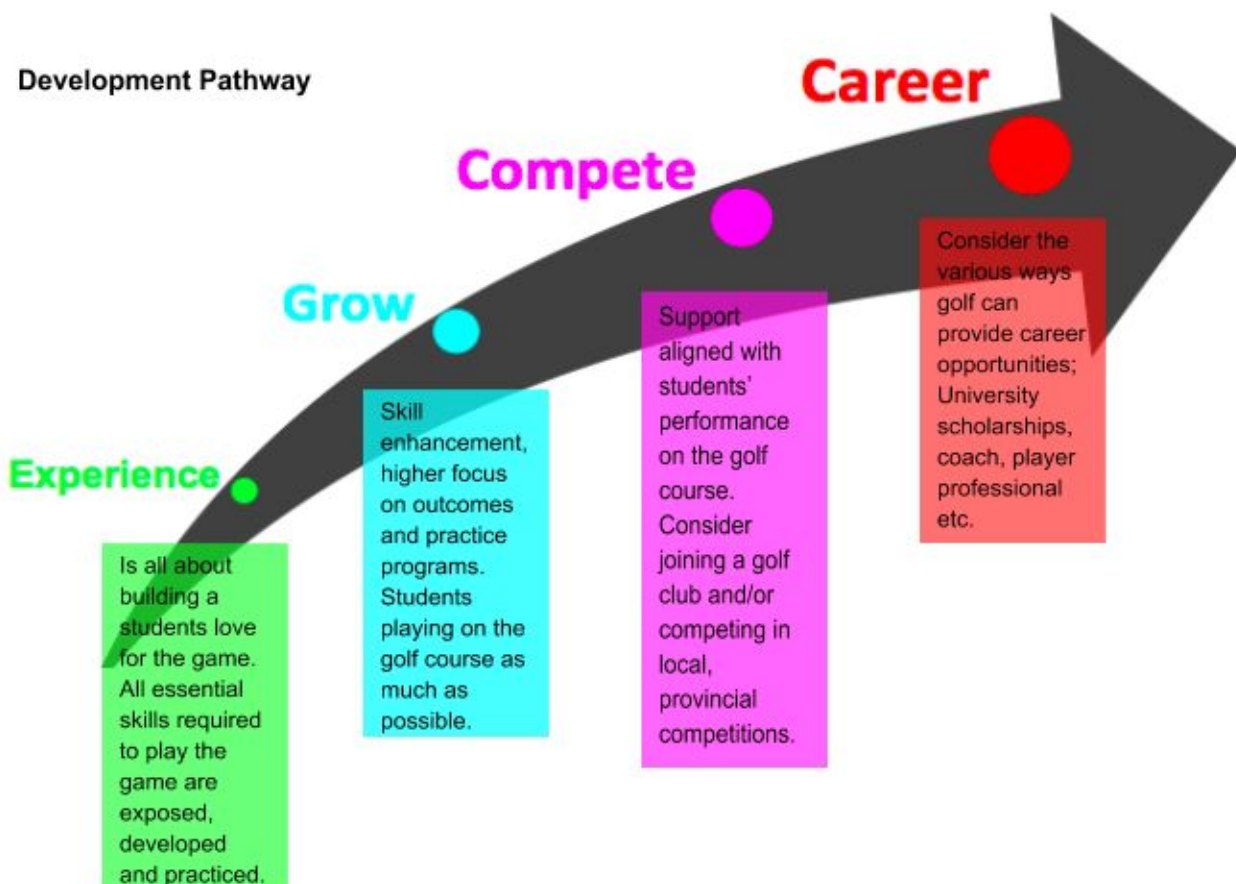 Development Pathway
Career
Compete
Grow
Experience
Is all about
building a
students love
for the game.
All essential
skills required
to play the
game are
exposed,
developed
and practiced.
Skill
enhancement,
higher focus
on outcomes
and practice
programs.
Students
playing on the
golf course as
much as
possible.
Support
aligned with
students’
performance
on the golf
course.
Consider
joining a golf
club and/or
competing in
local,
provincial
competitions.
Consider the
various ways
golf can
provide career
opportunities;
University
scholarships,
coach, player
professional
etc.